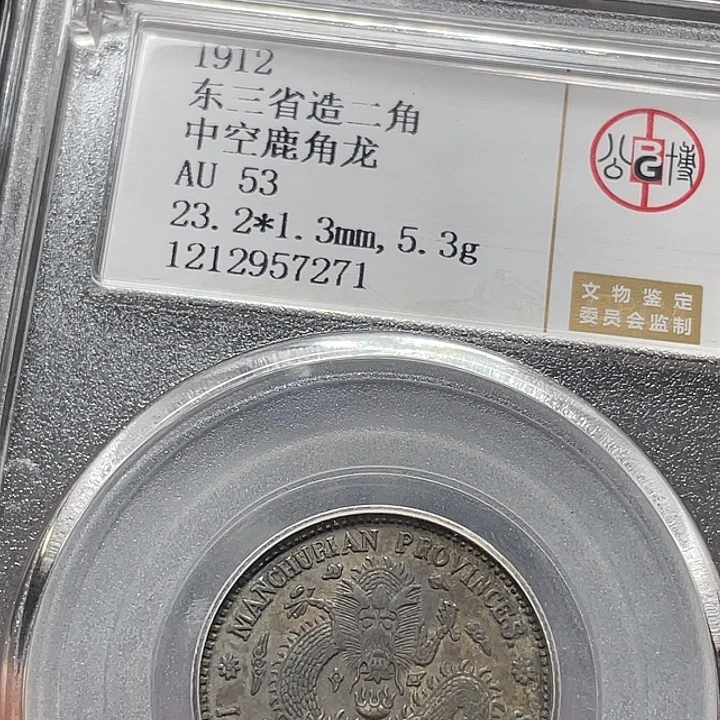 1912
东三省造二角
中空鹿角龙
AU 53
23.2*1.3mm,5.3g
1212957271
公博
BG
文物鉴定
委员会监制
MANCHURIAN PROVINCES.